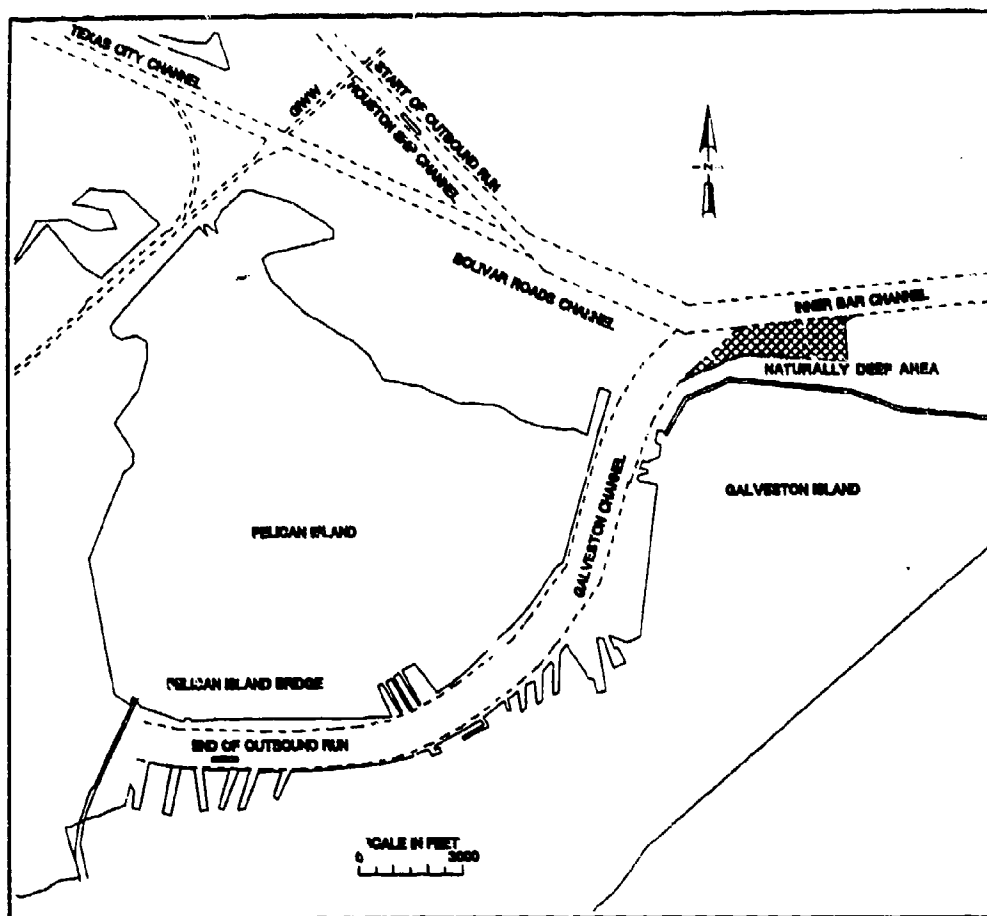 TEXAS CITY CHANNEL
GIWW
START OF OUTBOUND RUN
HOUSTON SHIP CHANNEL
N
BOLIVAR ROADS CHANNEL
INNER BAR CHANNEL
NATURALLY DEEP AREA
GALVESTON CHANNEL
GALVESTON ISLAND
PELICAN ISLAND
PELICAN ISLAND BRIDGE
END OF OUTBOUND RUN
SCALE IN FEET
0 3000